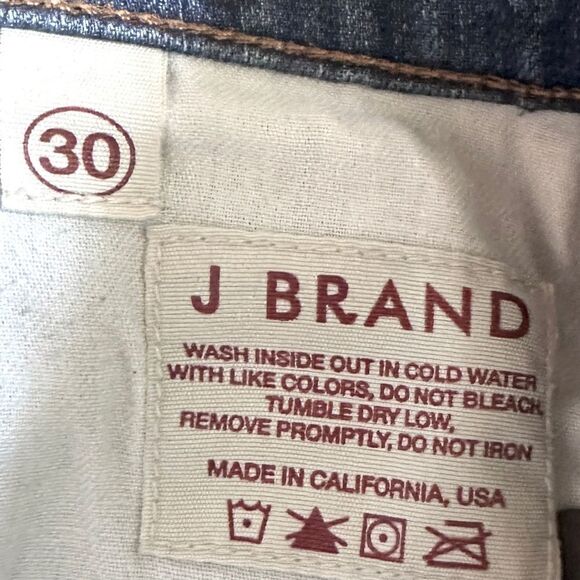 30
J BRAND
WASH INSIDE OUT IN COLD WATER
WITH LIKE COLORS, DO NOT BLEACH,
TUMBLE DRY LOW,
REMOVE PROMPTLY, DO NOT IRON
MADE IN CALIFORNIA, USA